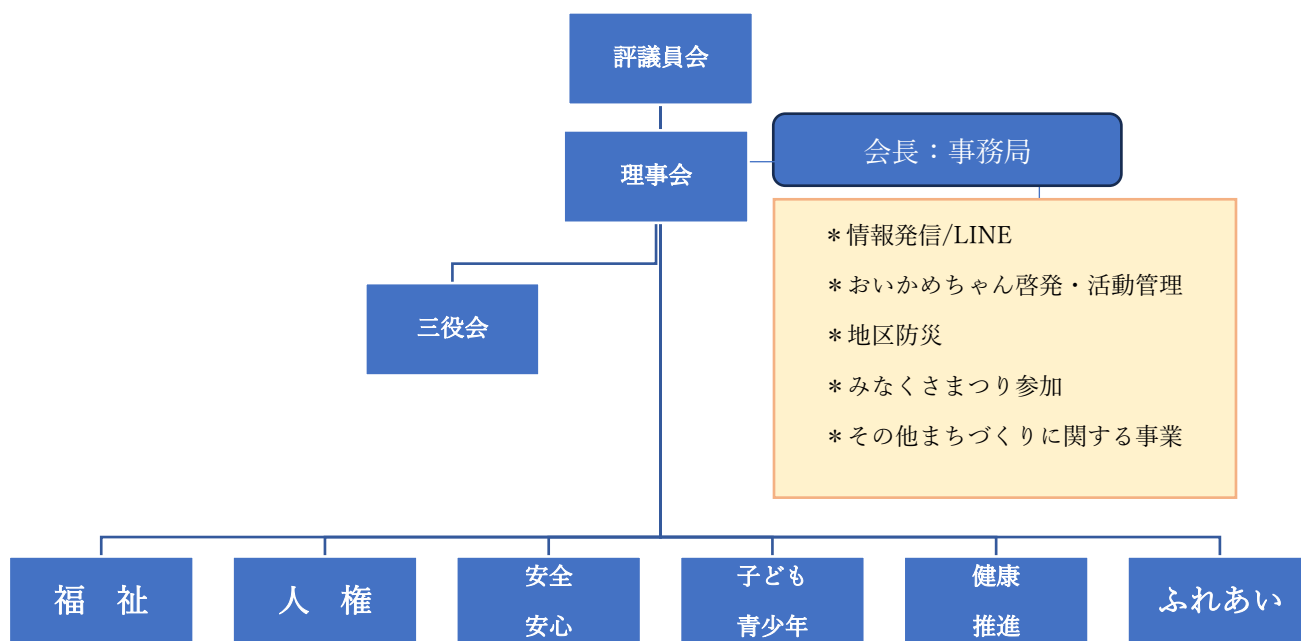 評議員会
理事会
会長：事務局
＊情報発信/LINE
＊おいかめちゃん啓発・活動管理
＊地区防災
＊みなくさまつり参加
＊その他まちづくりに関する事業
三役会
福　祉
人　権
安全
安心
子ども
青少年
健康
推進
ふれあい